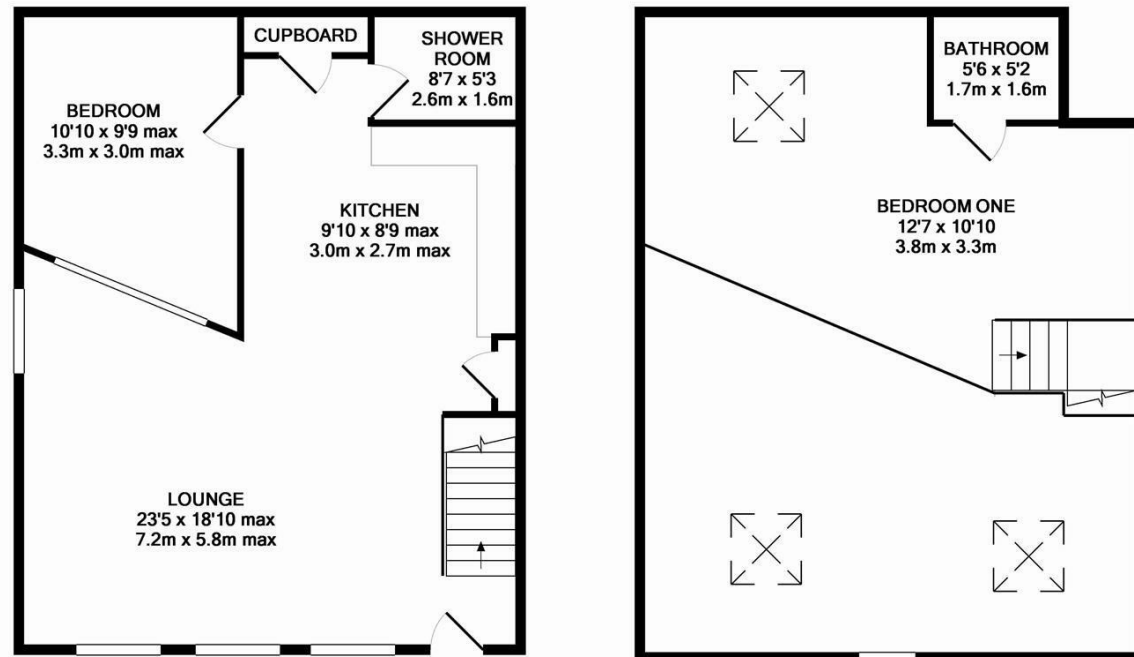 CUPBOARD
SHOWER
ROOM
8'7 x 5'3
2.6m x 1.6m
BEDROOM
10'10 x 9'9 max
3.3m x 3.0m max
KITCHEN
9'10 x 8'9 max
3.0m x 2.7m max
LOUNGE
23'5 x 18'10 max
7.2m x 5.8m max
BATHROOM
5'6 x 5'2
1.7m x 1.6m
BEDROOM ONE
12'7 x 10'10
3.8m x 3.3m